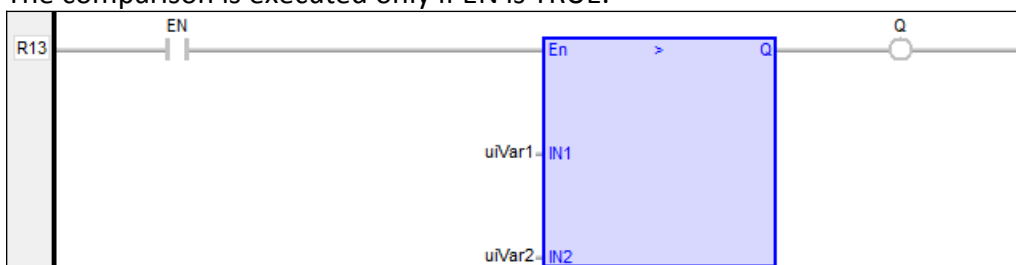 The comparison is executed only if EN is TRUE.
EN
Q
R13
En > Q
uiVar1 IN1
uiVar2 IN2